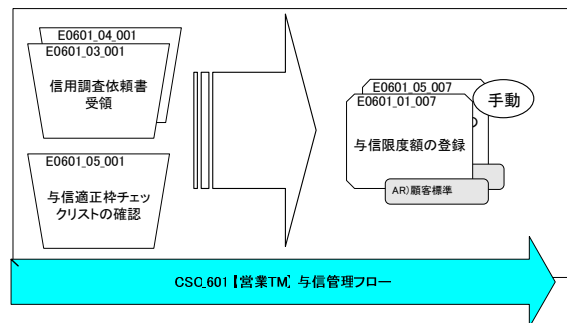 E0601_04_001
E0601_03_001
信用調査依頼書
受領
E0601_05_001
与信適正枠チェッ
クリストの確認
E0601_05_007
E0601_01_007
手動
与信限度額の登録
AR)顧客標準
CSC_601【営業TM】与信管理フロー